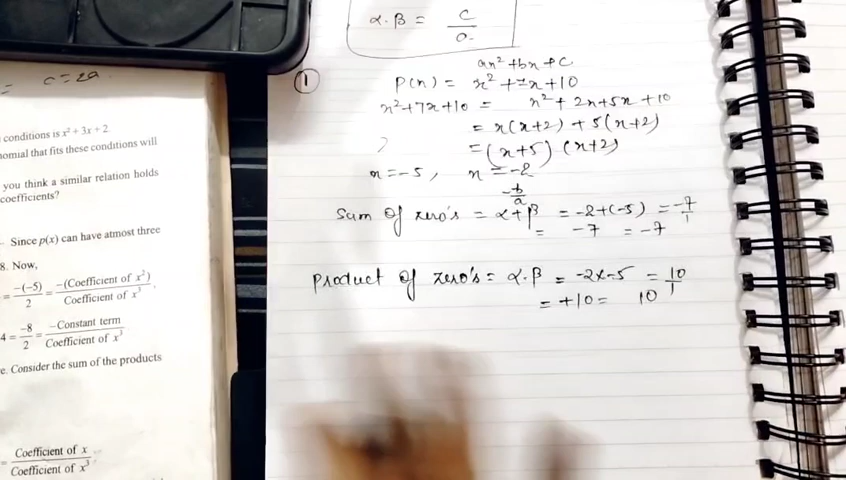 α.β = c/a
= c=2a
①
ax²+bx+c
P(x) = x²+7x+10
x²+7x+10 = x²+2x+5x+10
= x(x+2)+5(x+2)
= (x+5) (x+2)
x=-5, x=-2
-b/a
Sum of zero's = α+β = -2+(-5) = -7/1
= -7 = -7
Product of zero's = α.β = -2x-5 = 10/1
= +10 = 10
conditions is x² + 3x + 2
nomial that fits these conditions will
you think a similar relation holds
coefficients?
Since p(x) can have atmost three
8. Now,
= -(-5)/2 = -(Coefficient of x²)/Coefficient of x³.
4 = -8/2 = -Constant term/Coefficient of x³
e. Consider the sum of the products
= Coefficient of x/Coefficient of x³.